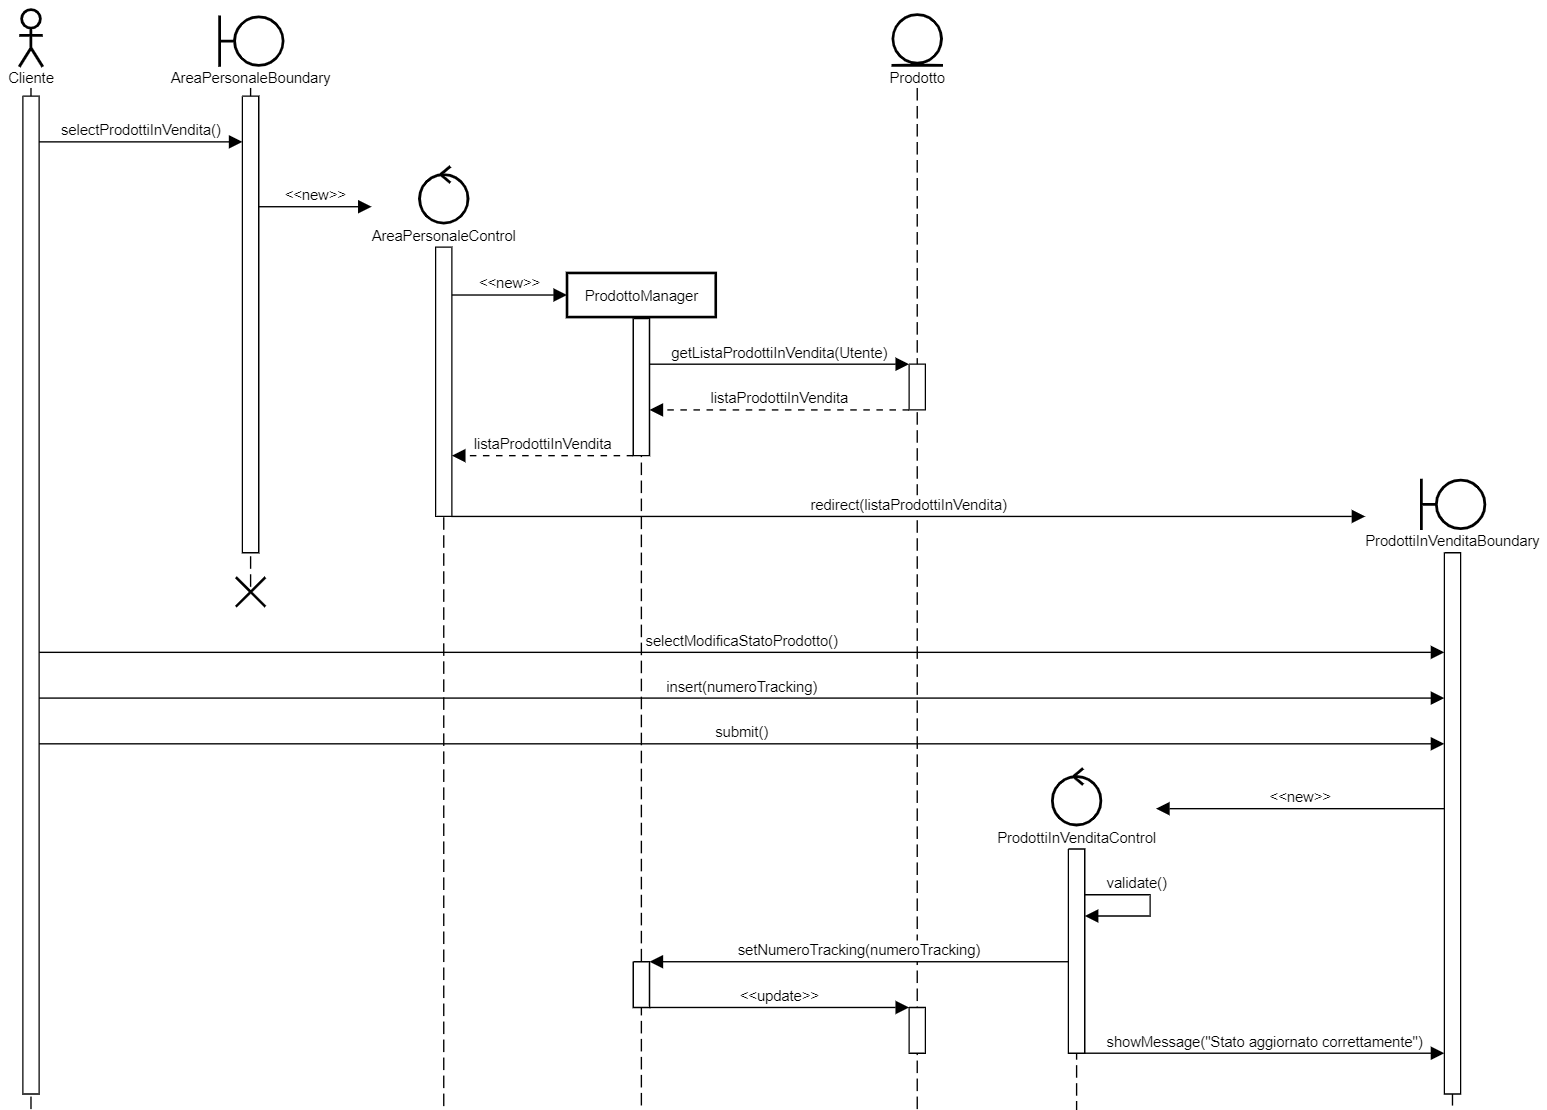 Cliente
AreaPersonaleBoundary
Prodotto
selectProdottiInVendita()
<<new>>
AreaPersonaleControl
<<new>>
ProdottoManager
getListaProdottiInVendita(Utente)
listaProdottiInVendita
listaProdottiInVendita
redirect(listaProdottiInVendita)
ProdottiInVenditaBoundary
selectModificaStatoProdotto()
insert(numeroTracking)
submit()
<<new>>
ProdottiInVenditaControl
validate()
setNumeroTracking(numeroTracking)
<<update>>
showMessage("Stato aggiornato correttamente")